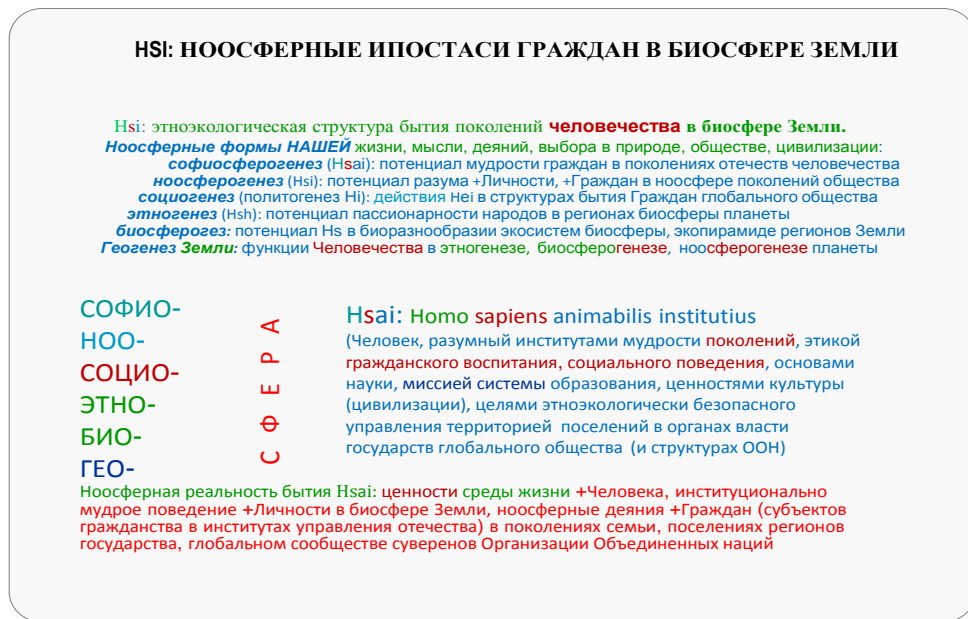 HSI: НООСФЕРНЫЕ ИПОСТАСИ ГРАЖДАН В БИОСФЕРЕ ЗЕМЛИ
Hsi: этноэкологическая структура бытия поколений человечества в биосфере Земли.
Ноосферные формы НАШЕЙ жизни, мысли, деяний, выбора в природе, обществе, цивилизации:
софиосферогенез (Hsai): потенциал мудрости граждан в поколениях отечеств человечества
ноосферогенез (Hsi): потенциал разума +Личности, +Граждан в ноосфере поколений общества
социогенез (политогенез Hi): действия Hei в структурах бытия Граждан глобального общества
этногенез (Hsh): потенциал пассионарности народов в регионах биосферы планеты
биосферогез: потенциал Hs в биоразнообразии экосистем биосферы, экопирамиде регионов Земли
Геогенез Земли: функции Человечества в этногенезе, биосферогенезе, ноосферогенезе планеты
СОФИО-
НОО-
СОЦИО-
ЭТНО-
БИО-
ГЕО-
СФЕРА
Hsai: Homo sapiens animabilis institutius
(Человек, разумный институтами мудрости поколений, этикой
гражданского воспитания, социального поведения, основами
науки, миссией системы образования, ценностями культуры
(цивилизации), целями этноэкологически безопасного
управления территорией поселений в органах власти
государств глобального общества (и структурах ООН)
Ноосферная реальность бытия Hsai: ценности среды жизни +Человека, институционально
мудрое поведение +Личности в биосфере Земли, ноосферные деяния +Граждан (субъектов
гражданства в институтах управления отечества) в поколениях семьи, поселениях регионов
государства, глобальном сообществе суверенов Организации Объединенных наций